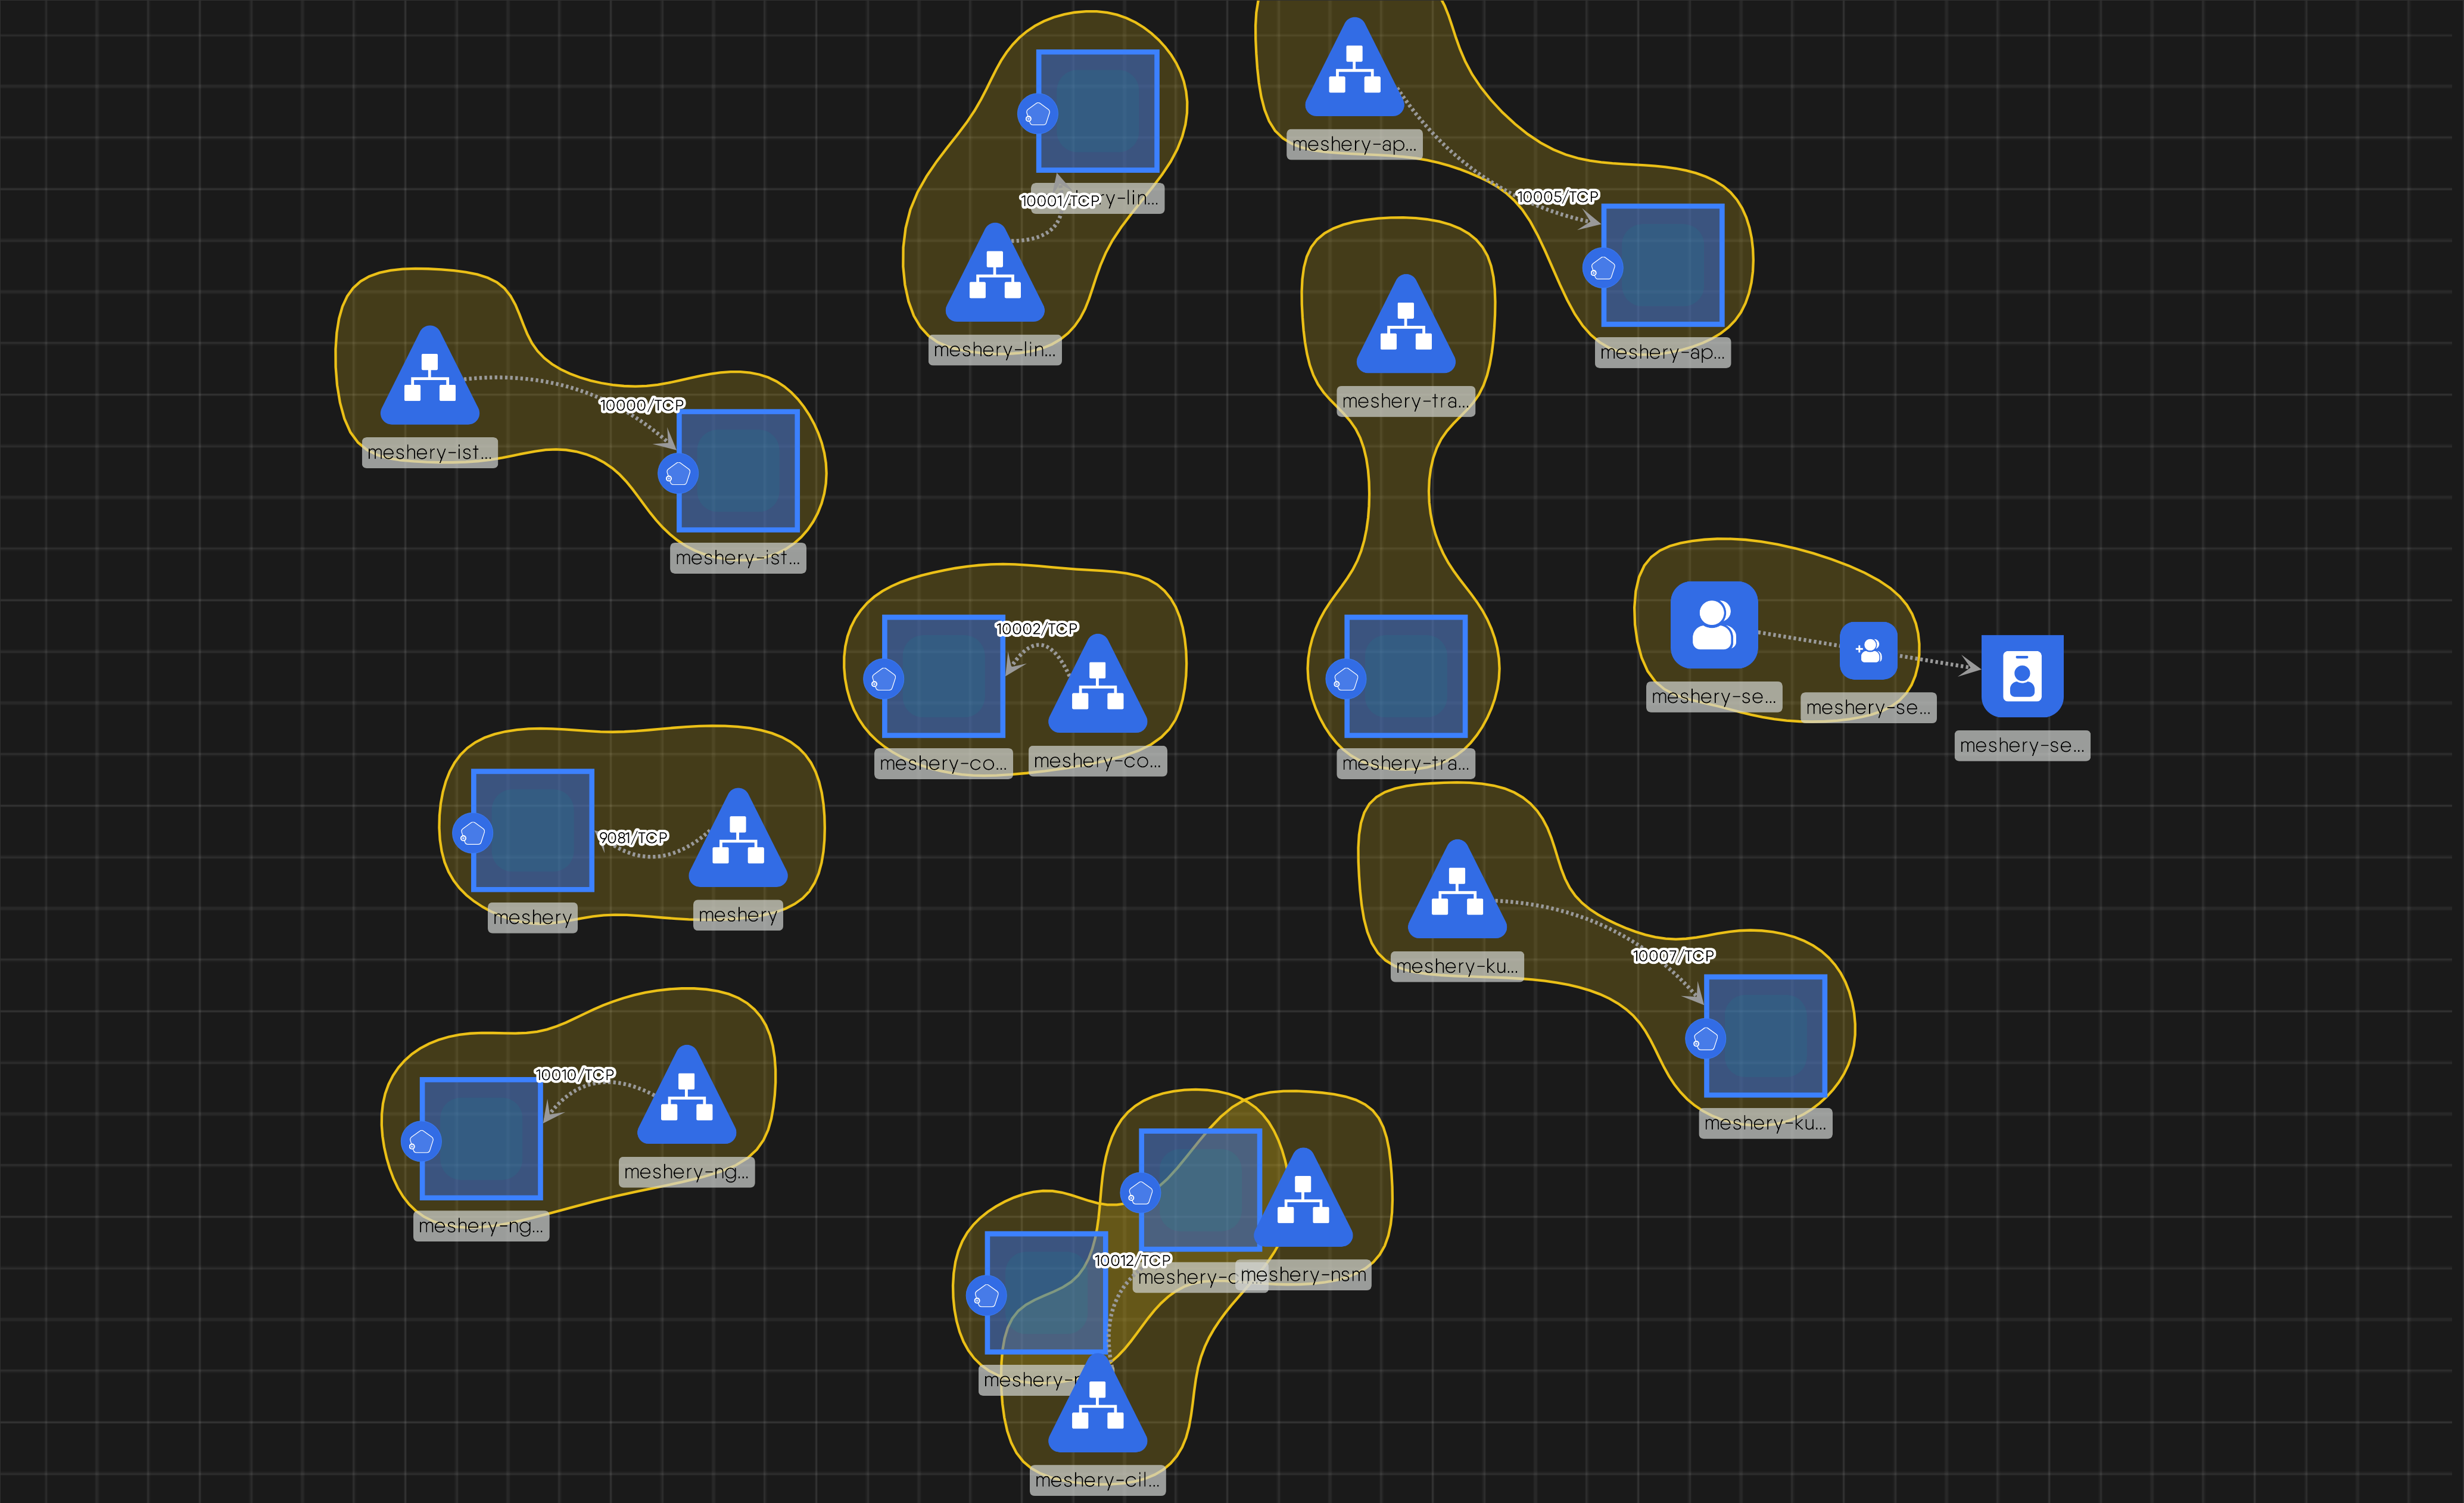 meshery-ap...
10005/TCP
meshery-ap...
10001/TCP
y-lin...
meshery-lin...
meshery-tra...
10000/TCP
meshery-ist...
meshery-ist...
10002/TCP
meshery-co...
meshery-co...
meshery-tra...
meshery-se...
meshery-se...
meshery-se...
9081/TCP
meshery
meshery
meshery-ku...
10007/TCP
meshery-ku...
10010/TCP
meshery-ng...
meshery-ng...
10012/TCP
meshery-c
meshery-nsm
meshery-
meshery-cil...